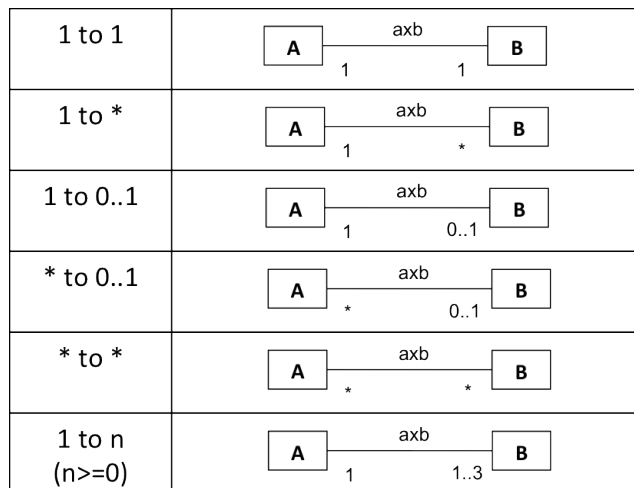 1 to 1
axb
A
B
1
1
1 to *
axb
A
B
1
*
1 to 0..1
axb
A
B
1
0..1
* to 0..1
axb
A
B
*
0..1
* to *
axb
A
B
*
*
1 to n
(n>=0)
axb
A
B
1
1..3